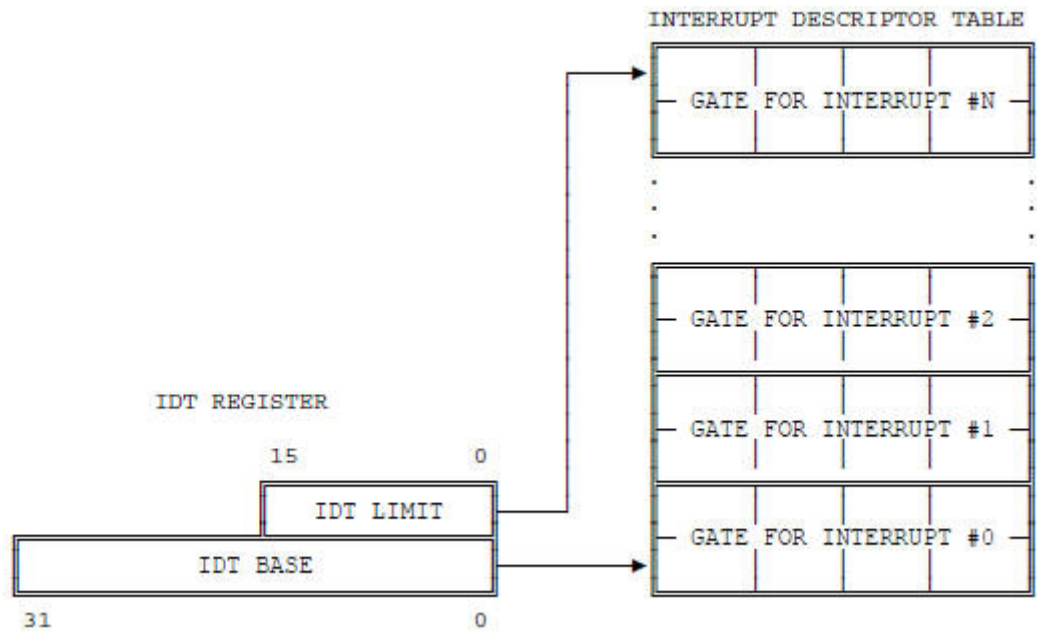 INTERRUPT DESCRIPTOR TABLE
GATE FOR INTERRUPT #N
GATE FOR INTERRUPT #2
IDT REGISTER
GATE FOR INTERRUPT #1
15 0
IDT LIMIT
GATE FOR INTERRUPT #0
IDT BASE
31 0